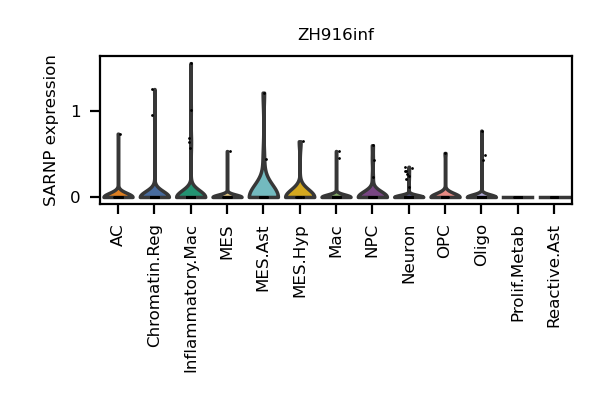 ZH916inf
SARNP expression
1
0
AC
Chromatin.Reg
Inflammatory.Mac
MES
MES.Ast
MES.Hyp
Mac
NPC
Neuron
OPC
Oligo
Prolif.Metab
Reactive.Ast